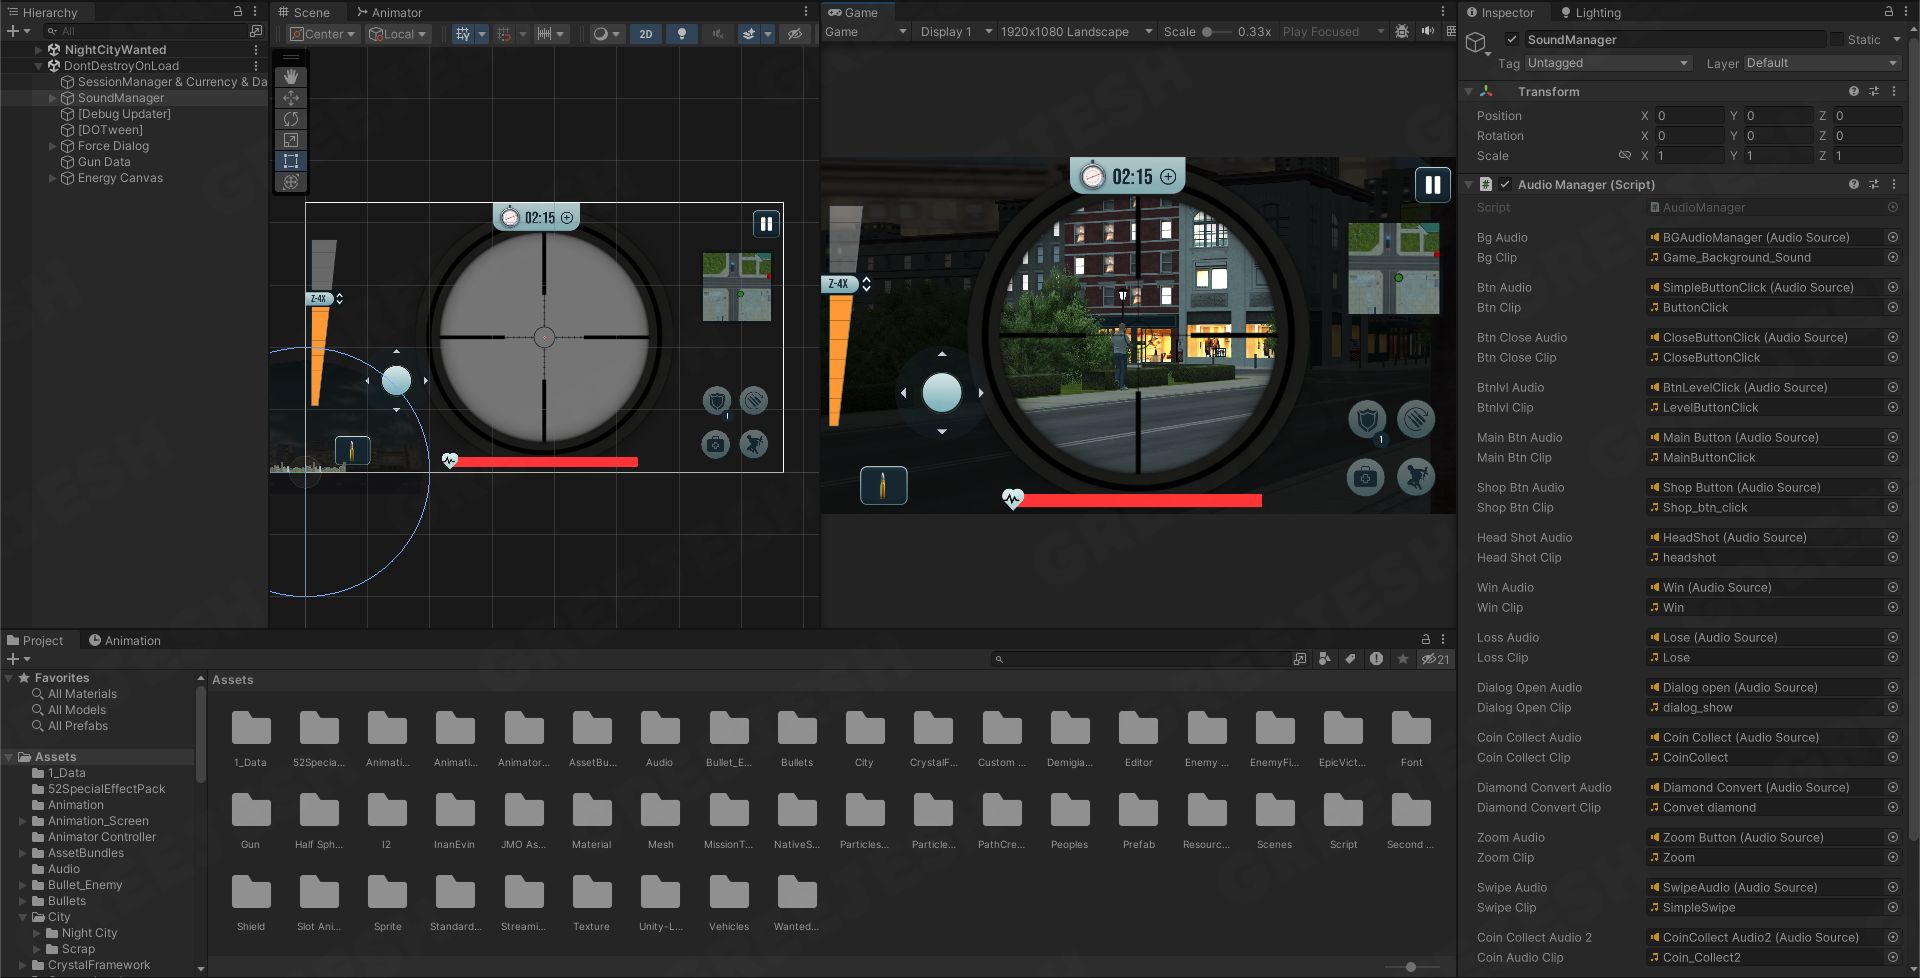 Hierarchy
All
NightCityWanted
DontDestroyOnLoad
SessionManager & Currency & Da
SoundManager
[Debug Updater]
[DOTween]
Force Dialog
Gun Data
Energy Canvas
Scene
Animator
Center
Local
2D
02:15
Z-4X
1
Game
Game
Display 1
1920x1080 Landscape
Scale
0.33x
Play Focused
02:15
Z-4X
1
Inspector
Lighting
SoundManager
Static
Tag Untagged
Layer Default
Transform
Position X 0 Y 0 Z 0
Rotation X 0 Y 0 Z 0
Scale X 1 Y 1 Z 1
Audio Manager (Script)
Script AudioManager
Bg Audio BGAudioManager (Audio Source)
Bg Clip Game_Background_Sound
Btn Audio SimpleButtonClick (Audio Source)
Btn Clip ButtonClick
Btn Close Audio CloseButtonClick (Audio Source)
Btn Close Clip CloseButtonClick
Btnlvl Audio BtnLevelClick (Audio Source)
Btnlvl Clip LevelButtonClick
Main Btn Audio Main Button (Audio Source)
Main Btn Clip MainButtonClick
Shop Btn Audio Shop Button (Audio Source)
Shop Btn Clip Shop_btn_click
Head Shot Audio HeadShot (Audio Source)
Head Shot Clip headshot
Win Audio Win (Audio Source)
Win Clip Win
Loss Audio Lose (Audio Source)
Loss Clip Lose
Dialog Open Audio Dialog open (Audio Source)
Dialog Open Clip dialog_show
Coin Collect Audio Coin Collect (Audio Source)
Coin Collect Clip CoinCollect
Diamond Convert Audio Diamond Convert (Audio Source)
Diamond Convert Clip Convet diamond
Zoom Audio Zoom Button (Audio Source)
Zoom Clip Zoom
Swipe Audio SwipeAudio (Audio Source)
Swipe Clip SimpleSwipe
Coin Collect Audio 2 CoinCollect Audio2 (Audio Source)
Coin Audio Clip Coin_Collect2
Project
Animation
21
Favorites
All Materials
All Models
All Prefabs
Assets
1_Data
52SpecialEffectPack
Animation
Animation_Screen
Animator Controller
AssetBundles
Audio
Bullet_Enemy
Bullets
City
Night City
Scrap
CrystalFramework
Assets
1_Data 52Specia... Animati... Animati... Animator... AssetBu... Audio Bullet_E... Bullets City CrystalF... Custom ... Demigia... Editor Enemy ... EnemyFi... EpicVict... Font
Gun Half Sph... I2 InanEvin JMO As... Material Mesh MissionT... NativeS... Particles... Particle... PathCre... Peoples Prefab Resourc... Scenes Script Second ...
Shield Slot Ani... Sprite Standard... Streami... Texture Unity-L... Vehicles Wanted...